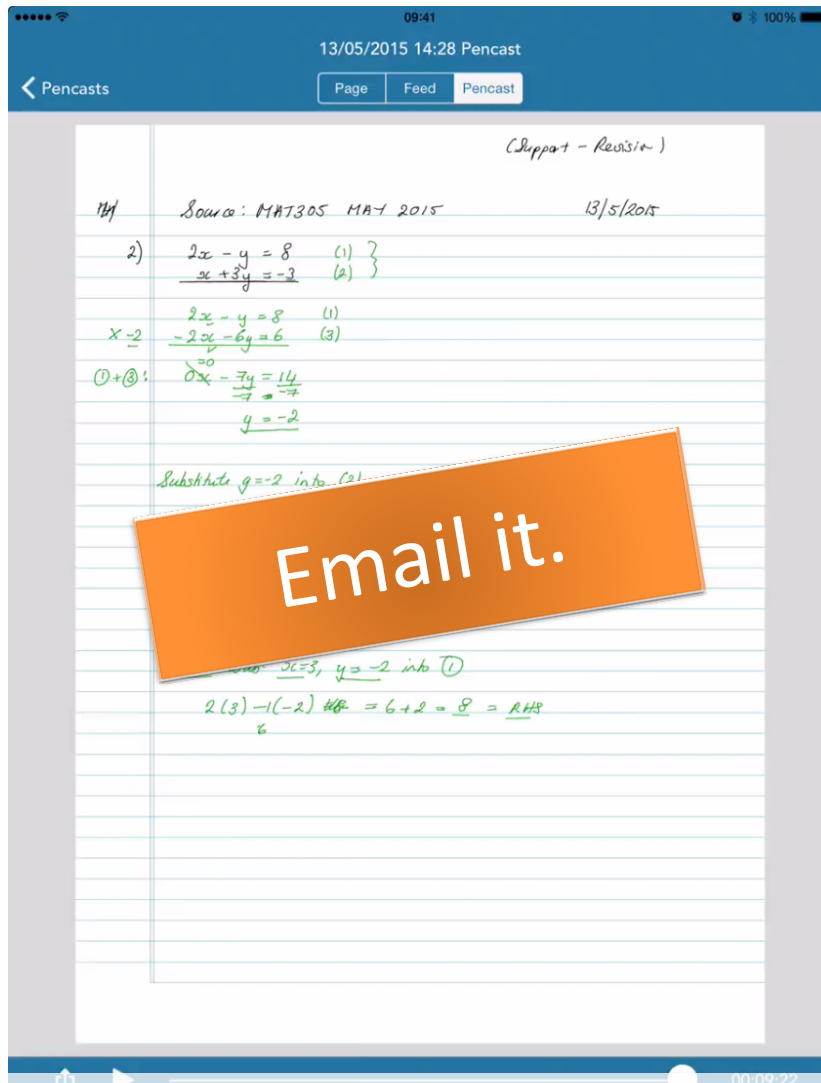 09:41
100%
13/05/2015 14:28 Pencast
Pencasts
Page Feed Pencast
(Support - Revision)
Source: MAT305 MAY 2015 13/5/2015
2) 2x - y = 8 (1)
x + 3y = -3 (2)
2x - y = 8 (1)
x -2 -2x - 6y = 6 (3)
=0
①+③: 0x - 7y = 14
-7 -7
y = -2
Substitute y=-2 into (2)
Email it.
x=3, y=-2 into ①
2(3) -1(-2) = 6+2 = 8 = RHS
6
00:09:22